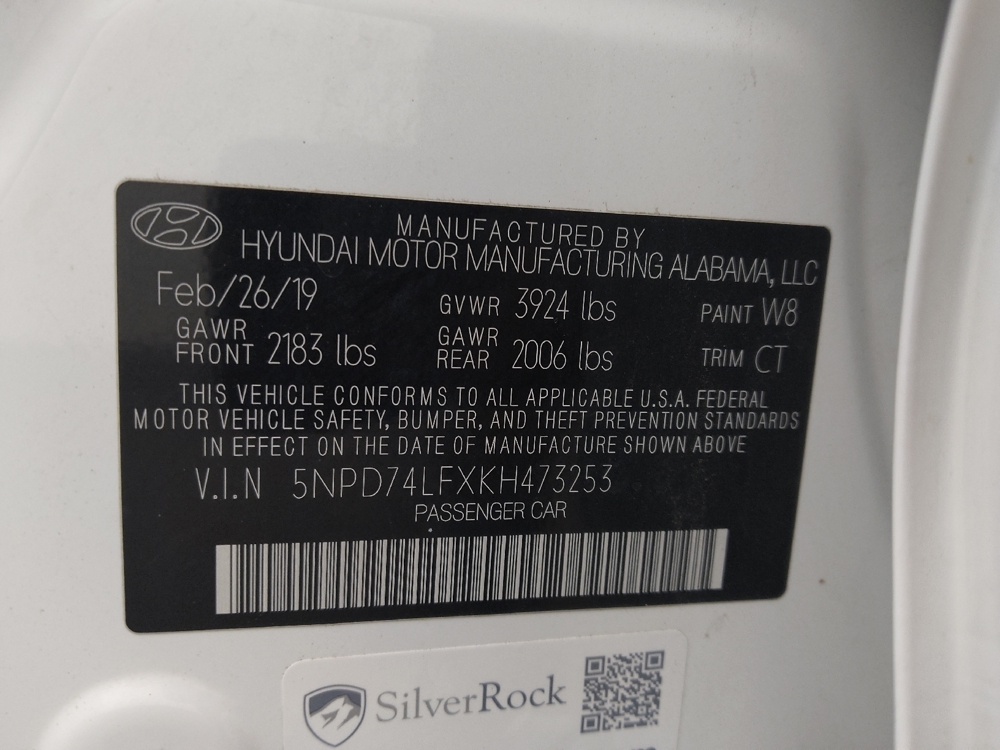 MANUFACTURED BY
HYUNDAI MOTOR MANUFACTURING ALABAMA, LLC
Feb/26/19 GVWR 3924 lbs PAINT W8
GAWR FRONT 2183 lbs GAWR REAR 2006 lbs TRIM CT
THIS VEHICLE CONFORMS TO ALL APPLICABLE U.S.A. FEDERAL
MOTOR VEHICLE SAFETY, BUMPER, AND THEFT PREVENTION STANDARDS
IN EFFECT ON THE DATE OF MANUFACTURE SHOWN ABOVE
V.I.N 5NPD74LFXKH473253
PASSENGER CAR
SilverRock